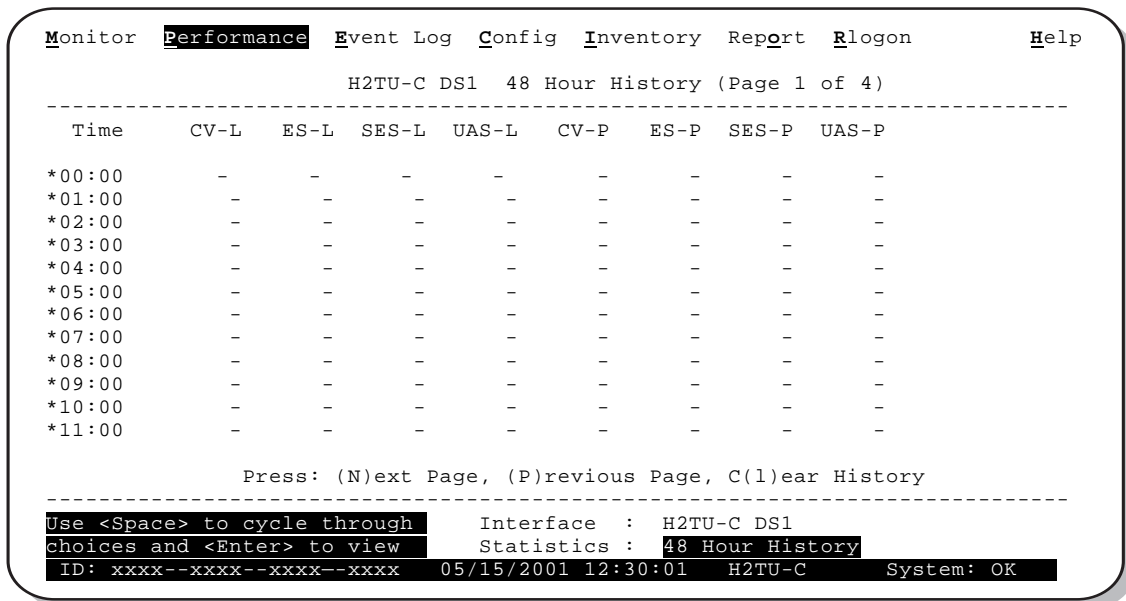 Monitor  Performance  Event Log  Config  Inventory  Report  Rlogon  Help
H2TU-C DS1  48 Hour History (Page 1 of 4)
--------------------------------------------------------------------------------
Time  CV-L  ES-L  SES-L  UAS-L  CV-P  ES-P  SES-P  UAS-P
*00:00  -  -  -  -  -  -  -  -
*01:00  -  -  -  -  -  -  -  -
*02:00  -  -  -  -  -  -  -  -
*03:00  -  -  -  -  -  -  -  -
*04:00  -  -  -  -  -  -  -  -
*05:00  -  -  -  -  -  -  -  -
*06:00  -  -  -  -  -  -  -  -
*07:00  -  -  -  -  -  -  -  -
*08:00  -  -  -  -  -  -  -  -
*09:00  -  -  -  -  -  -  -  -
*10:00  -  -  -  -  -  -  -  -
*11:00  -  -  -  -  -  -  -  -
Press: (N)ext Page, (P)revious Page, C(l)ear History
--------------------------------------------------------------------------------
Use <Space> to cycle through  Interface  :  H2TU-C DS1
choices and <Enter> to view  Statistics :  48 Hour History
ID: xxxx--xxxx--xxxx—-xxxx  05/15/2001 12:30:01  H2TU-C  System: OK